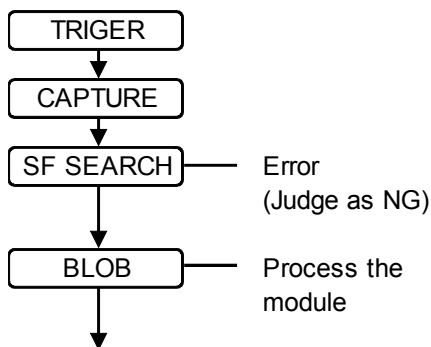 TRIGER
CAPTURE
SF SEARCH
Error
(Judge as NG)
BLOB
Process the
module